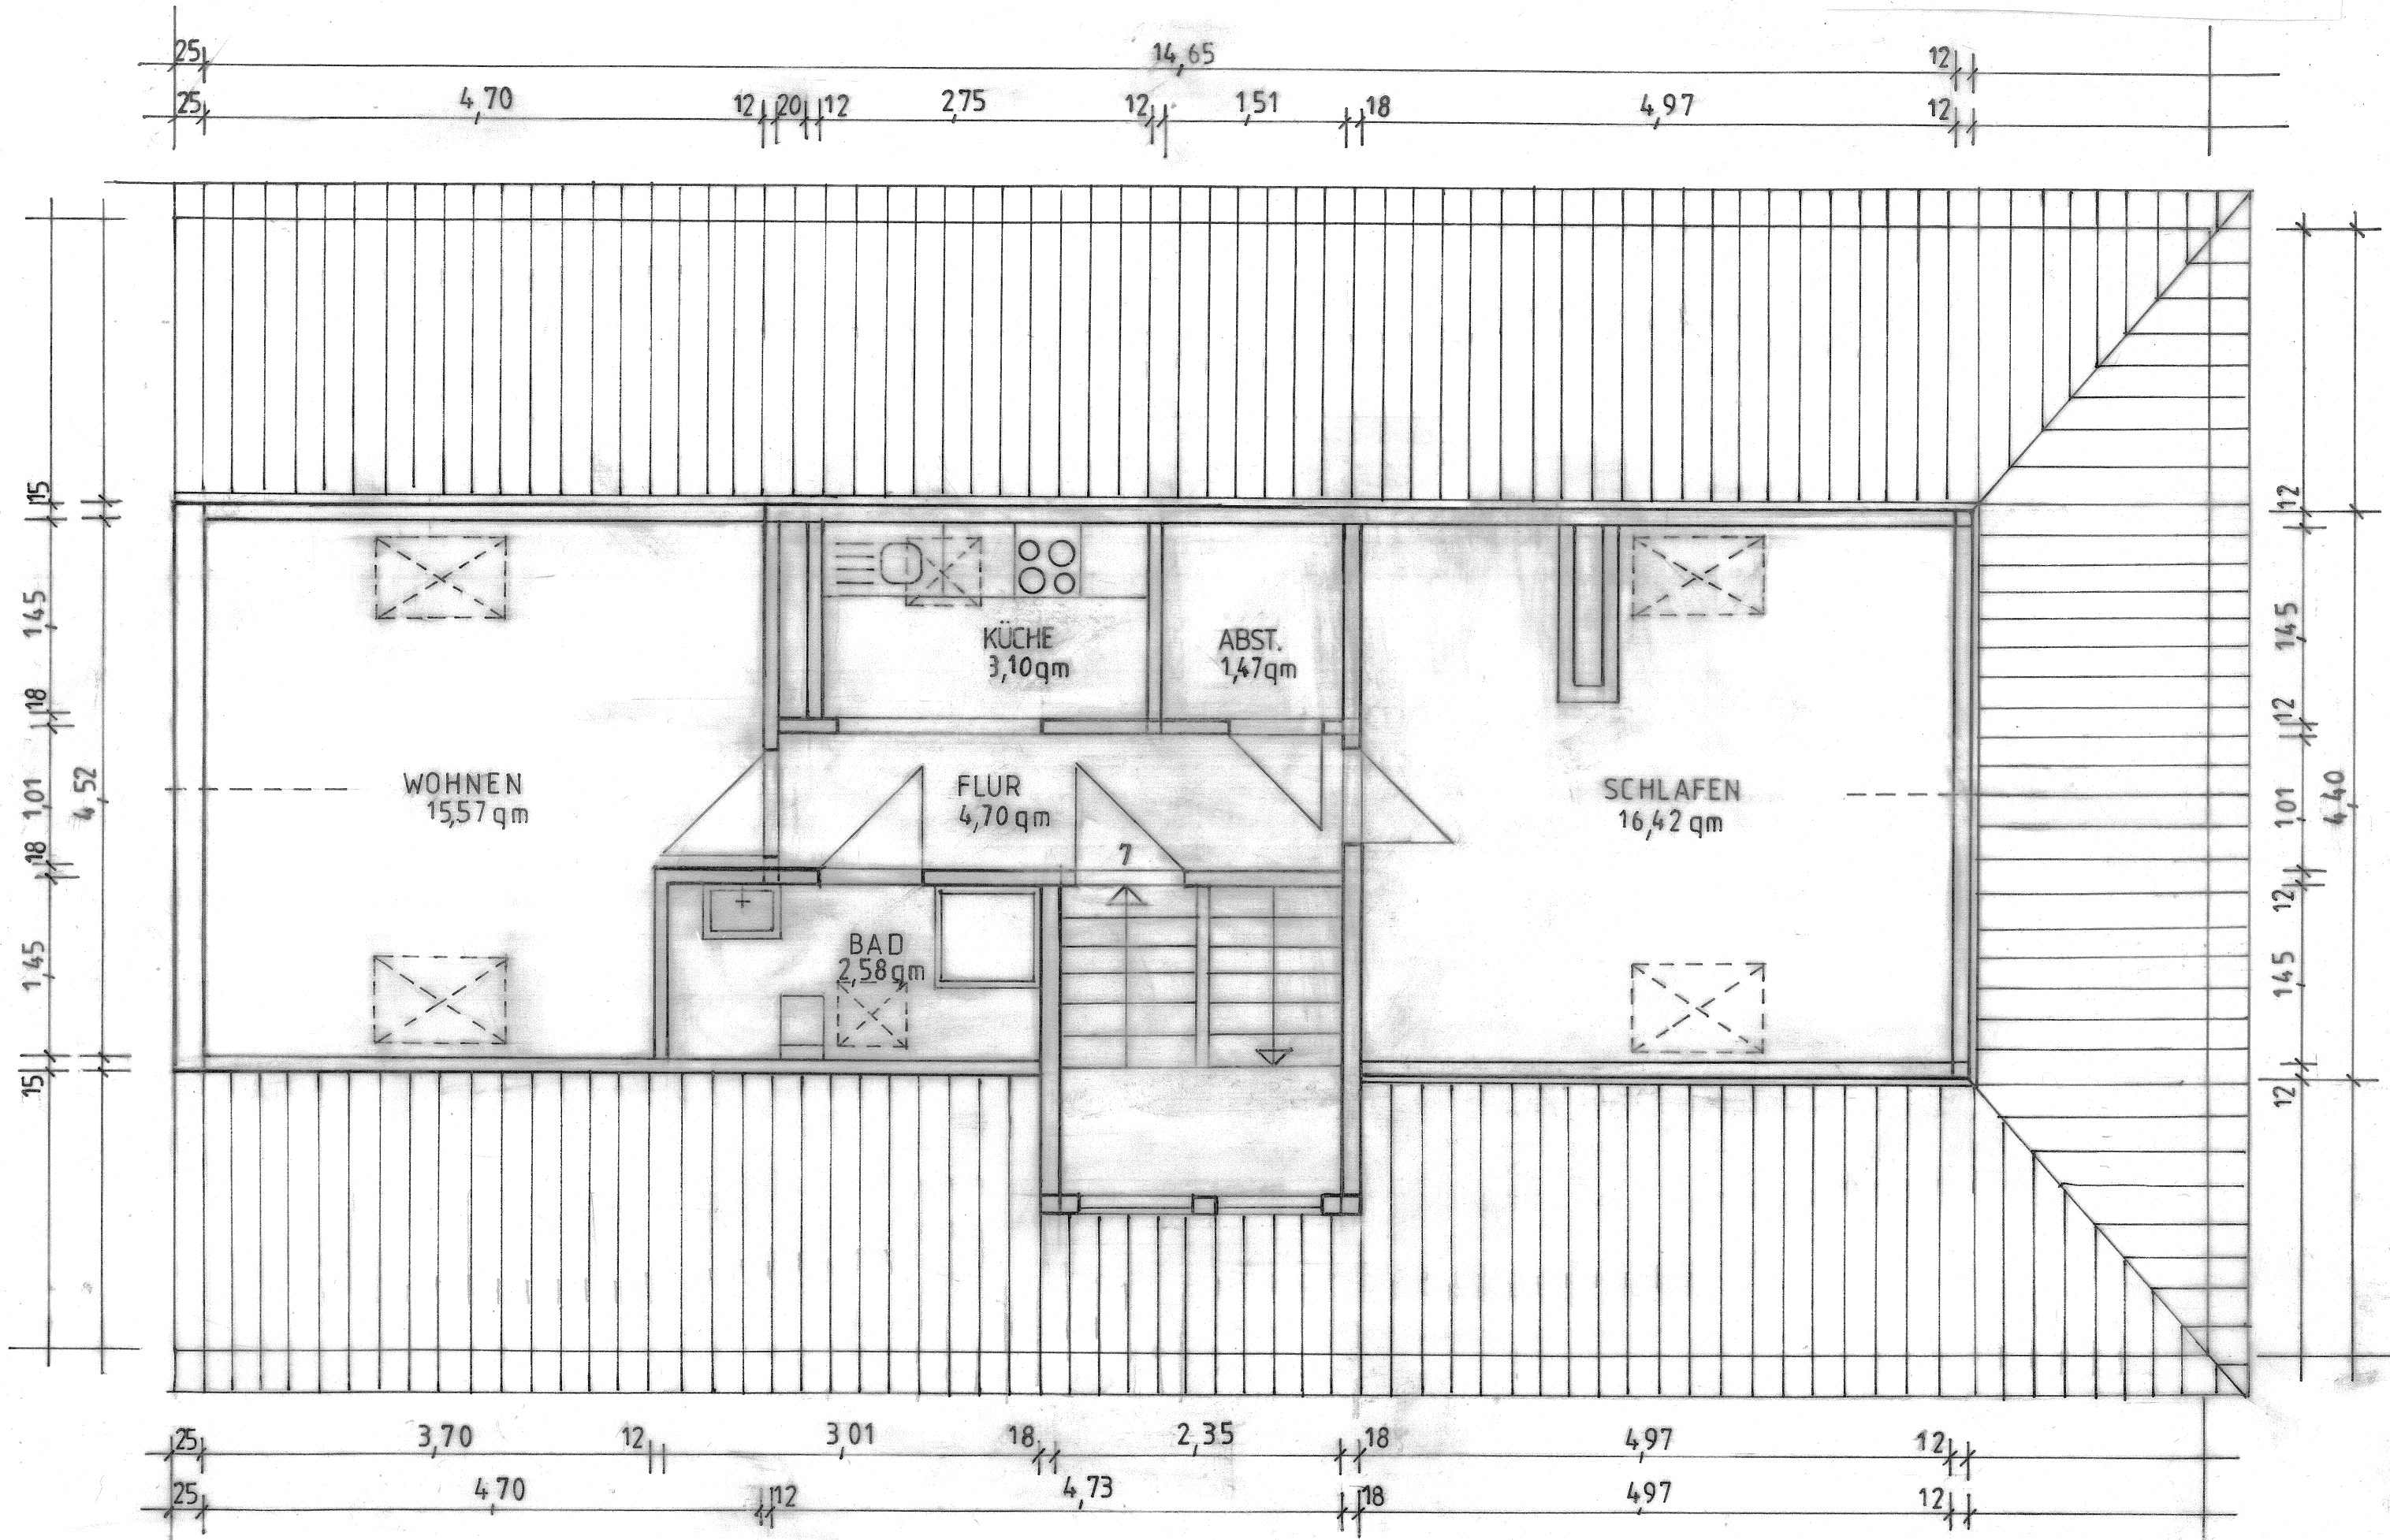 25 14,65 12
25 4,70 12 20 12 2,75 12 1,51 18 4,97 12
15
1,45
18
1,01
18
1,45
15
4,52
KÜCHE
3,10qm
ABST.
1,47qm
WOHNEN
15,57qm
FLUR
4,70qm
SCHLAFEN
16,42qm
7
BAD
2,58qm
12
1,45
12
1,01
12
1,45
12
4,40
25 3,70 12 3,01 18 2,35 18 4,97 12
25 4,70 12 4,73 18 4,97 12